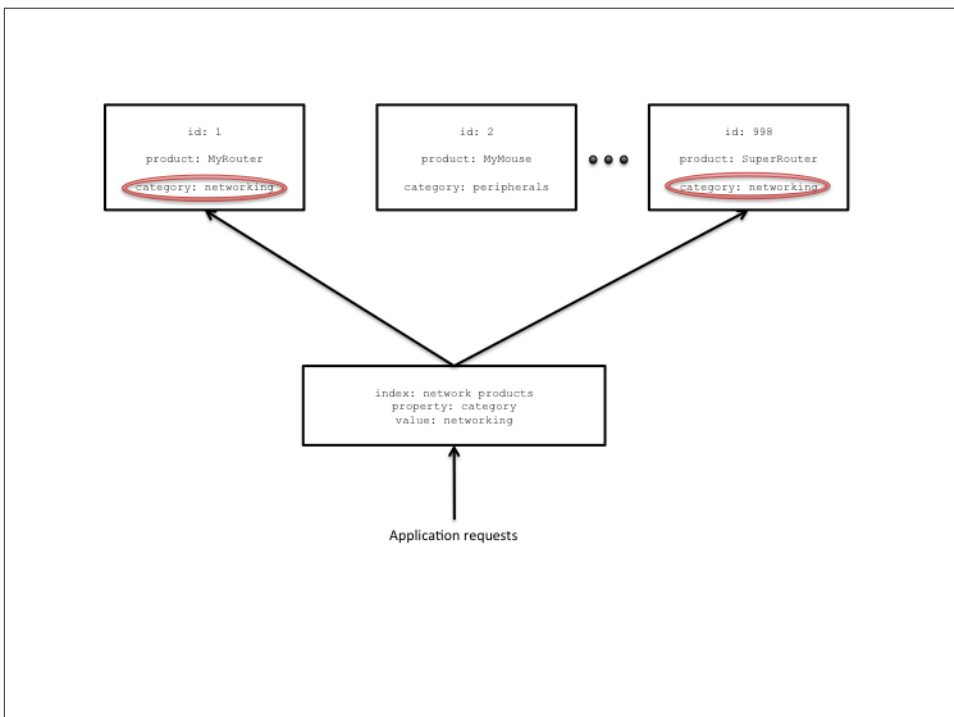 id: 1
product: MyRouter
category: networking
id: 2
product: MyMouse
category: peripherals
id: 998
product: SuperRouter
category: networking
index: network products
property: category
value: networking
Application requests